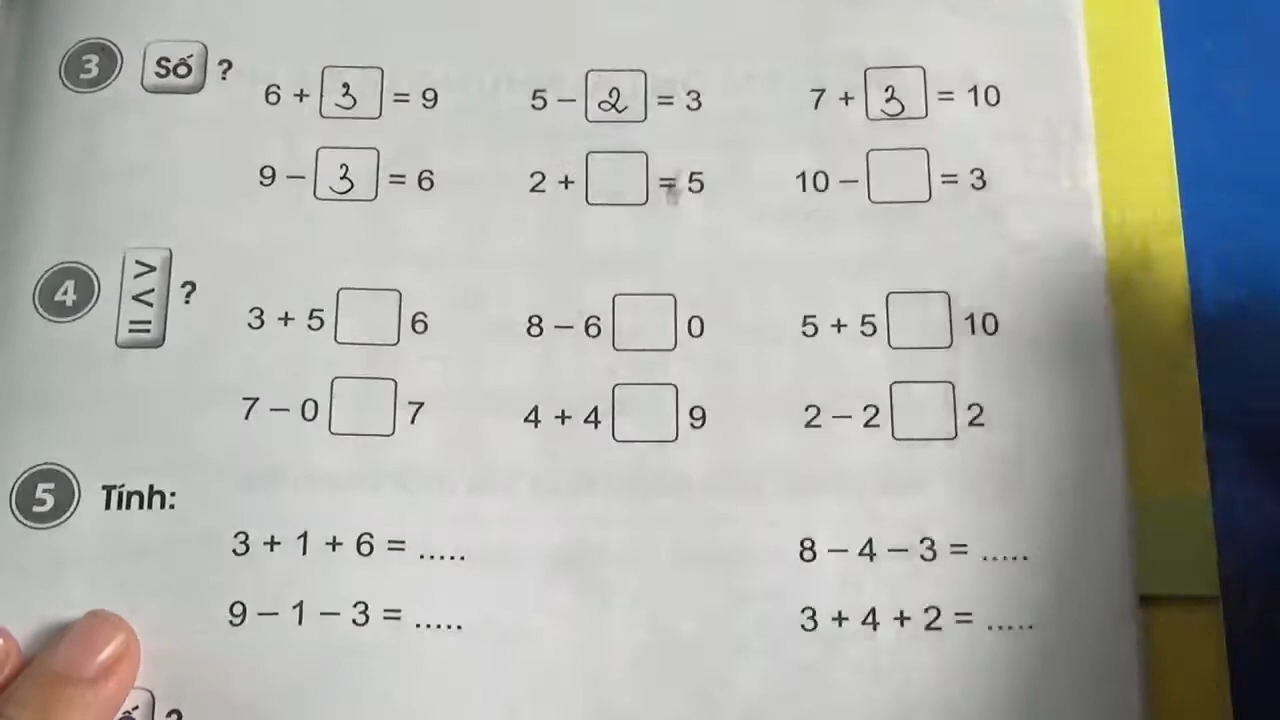 3 Số ?
6 + 3 = 9 5 – 2 = 3 7 + 3 = 10
9 – 3 = 6 2 + □ = 5 10 – □ = 3
4 > < = ?
3 + 5 □ 6 8 – 6 □ 0 5 + 5 □ 10
7 – 0 □ 7 4 + 4 □ 9 2 – 2 □ 2
5 Tính:
3 + 1 + 6 = ..... 8 – 4 – 3 = .....
9 – 1 – 3 = ..... 3 + 4 + 2 = .....